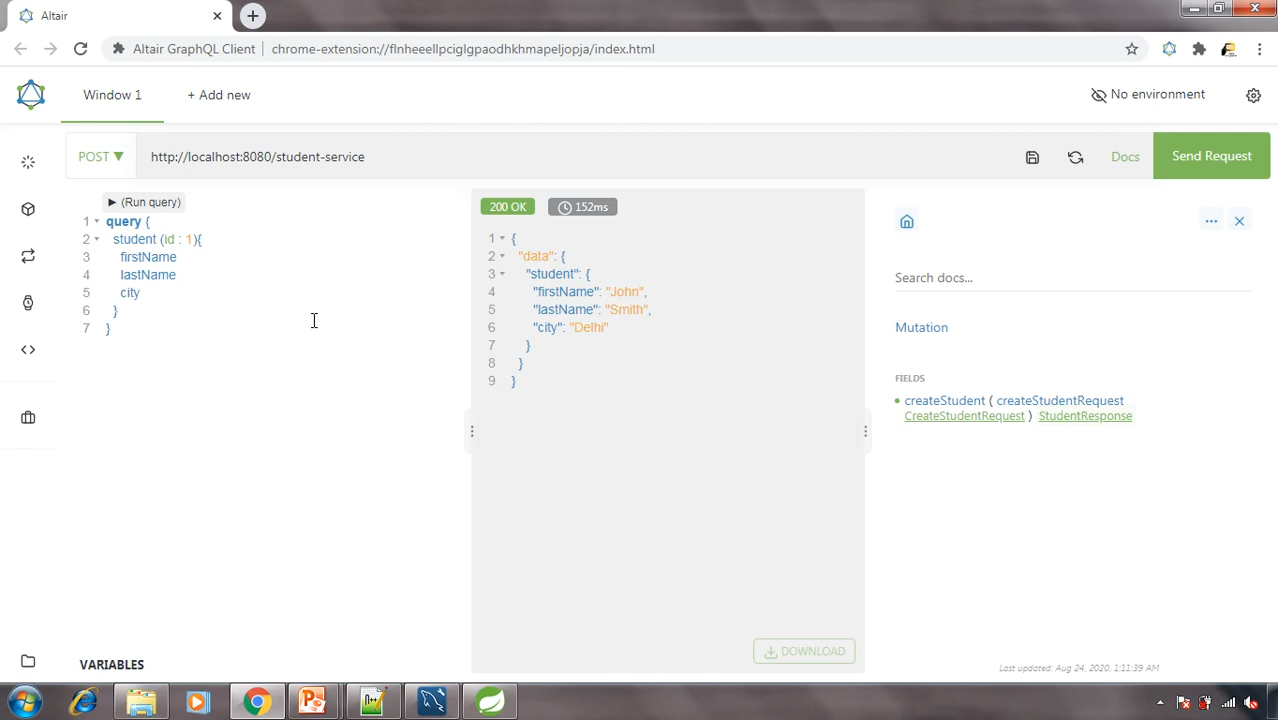 Altair
Altair GraphQL Client
chrome-extension://flnheeellpciglgpaodhkhmapeljopja/index.html
Window 1
+ Add new
No environment
POST
http://localhost:8080/student-service
Docs
Send Request
(Run query)
1 query {
2 student (id : 1){
3 firstName
4 lastName
5 city
6 }
7 }
VARIABLES
200 OK
152ms
1 {
2 "data": {
3 "student": {
4 "firstName": "John",
5 "lastName": "Smith",
6 "city": "Delhi"
7 }
8 }
9 }
DOWNLOAD
Search docs...
Mutation
FIELDS
createStudent ( createStudentRequest
CreateStudentRequest ) StudentResponse
Last updated: Aug 24, 2020, 1:11:39 AM